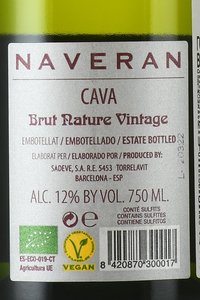 NAVERAN
CAVA
Brut Nature Vintage
EMBOTELLAT / EMBOTELLADO / ESTATE BOTTLED
ELABORAT PER / ELABORADO POR / PRODUCED BY:
SADEVE, S.A. R.E. 5453 TORRELAVIT
BARCELONA - ESP
ALC. 12% BY VOL. 750 ML.
CONTÉ SULFITS
CONTAINS SULFITES
CONTIENE SULFITOS
ES-ECO-019-CT
Agricultura UE
V
VEGAN
8 420870 300017